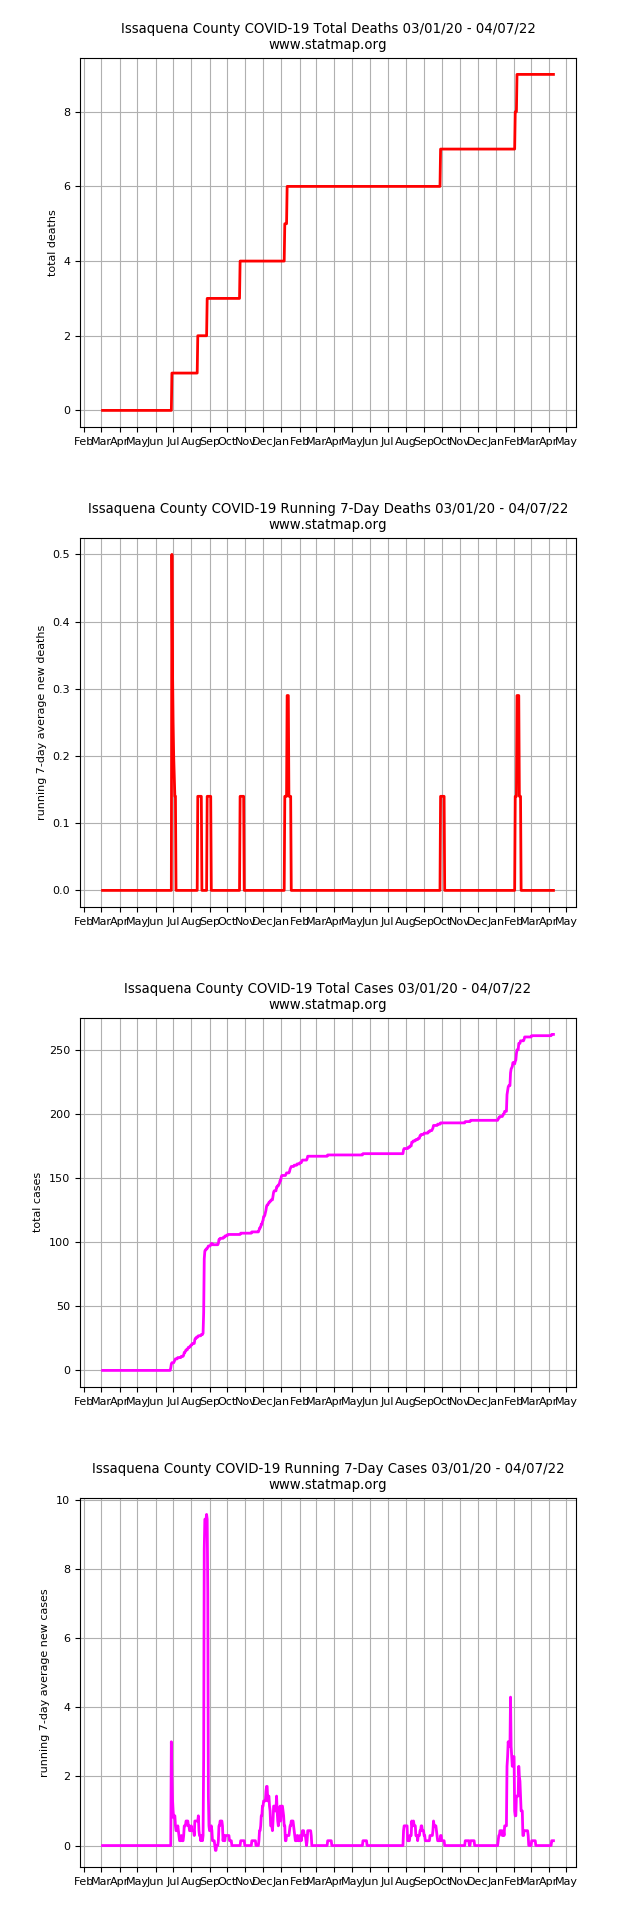 Issaquena County COVID-19 Total Deaths 03/01/20 - 04/07/22
www.statmap.org
8
6
4
2
0
total deaths
Feb Mar Apr May Jun Jul Aug Sep Oct Nov Dec Jan Feb Mar Apr May Jun Jul Aug Sep Oct Nov Dec Jan Feb Mar Apr May
Issaquena County COVID-19 Running 7-Day Deaths 03/01/20 - 04/07/22
www.statmap.org
0.5
0.4
0.3
0.2
0.1
0.0
running 7-day average new deaths
Feb Mar Apr May Jun Jul Aug Sep Oct Nov Dec Jan Feb Mar Apr May Jun Jul Aug Sep Oct Nov Dec Jan Feb Mar Apr May
Issaquena County COVID-19 Total Cases 03/01/20 - 04/07/22
www.statmap.org
250
200
150
100
50
0
total cases
Feb Mar Apr May Jun Jul Aug Sep Oct Nov Dec Jan Feb Mar Apr May Jun Jul Aug Sep Oct Nov Dec Jan Feb Mar Apr May
Issaquena County COVID-19 Running 7-Day Cases 03/01/20 - 04/07/22
www.statmap.org
10
8
6
4
2
0
running 7-day average new cases
Feb Mar Apr May Jun Jul Aug Sep Oct Nov Dec Jan Feb Mar Apr May Jun Jul Aug Sep Oct Nov Dec Jan Feb Mar Apr May